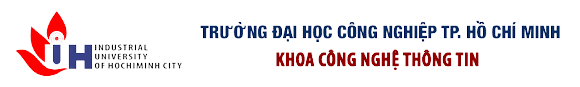 IUH
INDUSTRIAL
UNIVERSITY
OF HOCHIMINH CITY
TRƯỜNG ĐẠI HỌC CÔNG NGHIỆP TP. HỒ CHÍ MINH
KHOA CÔNG NGHỆ THÔNG TIN